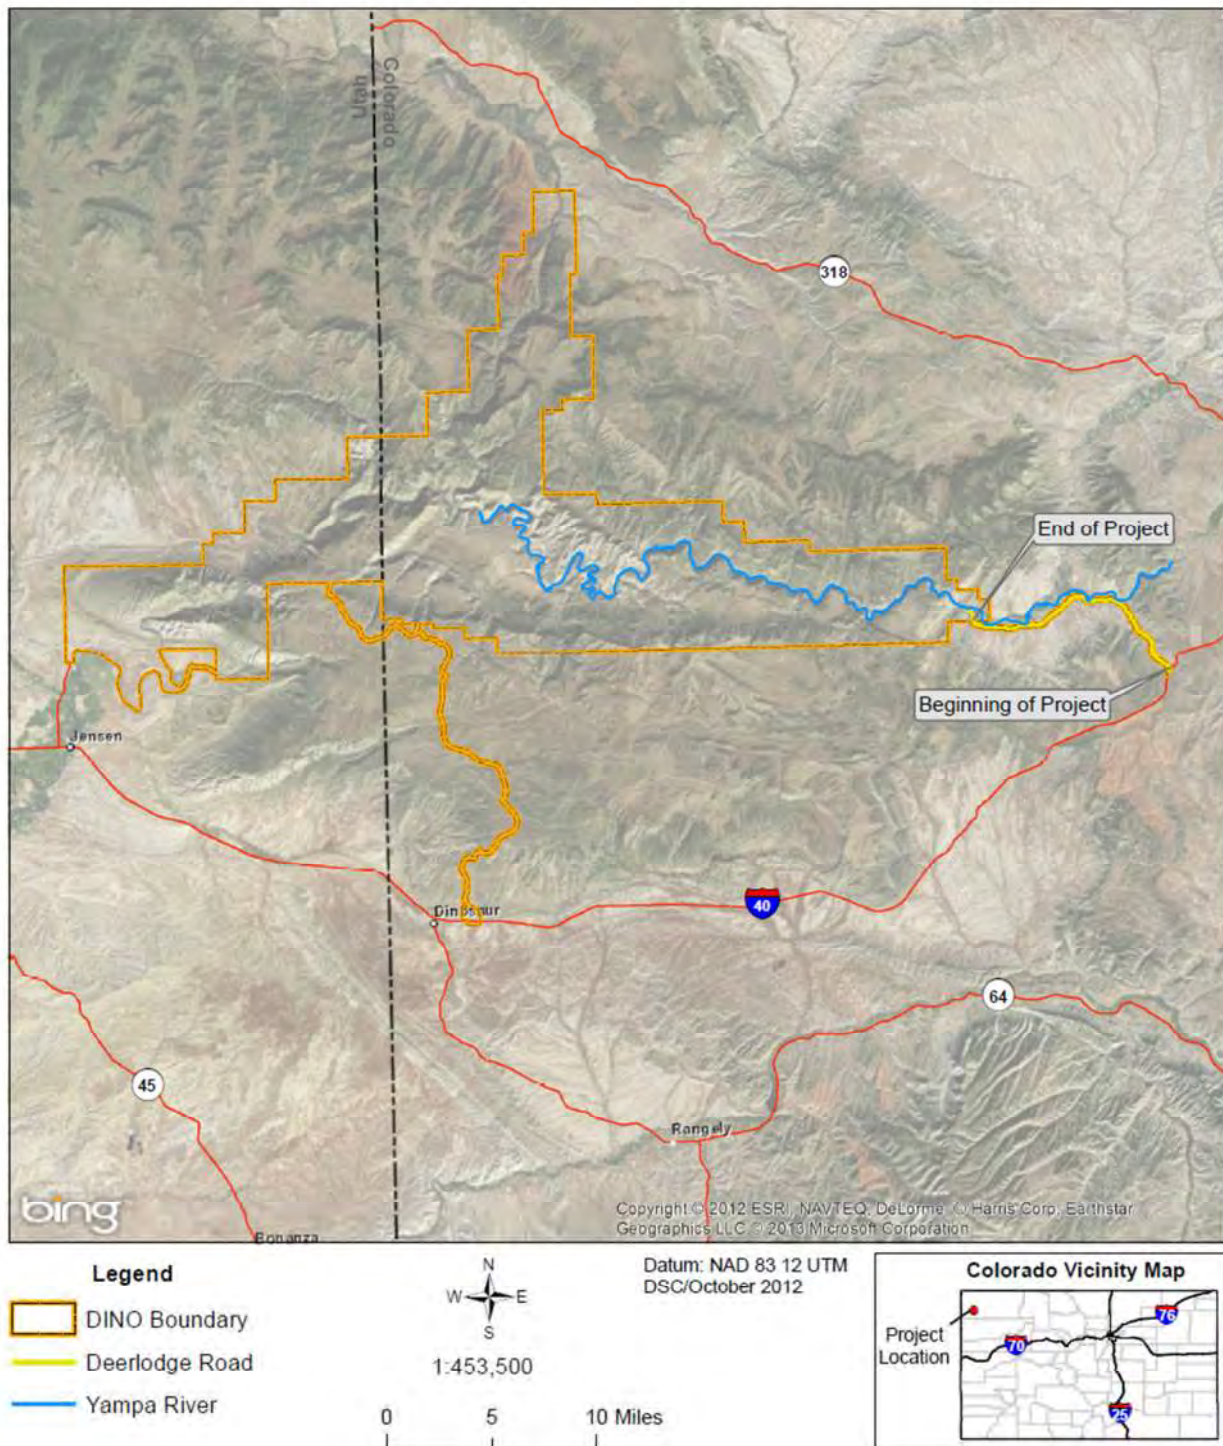 Utah
Colorado
318
End of Project
Beginning of Project
Jensen
Dinosaur
40
64
45
Rangely
bing
Copyright © 2012 ESRI, NAVTEQ, DeLorme, © Harris Corp, Earthstar
Geographics LLC © 2013 Microsoft Corporation
Bonanza
Legend
DINO Boundary
Deerlodge Road
Yampa River
N
W E
S
1:453,500
0 5 10 Miles
Datum: NAD 83 12 UTM
DSC/October 2012
Colorado Vicinity Map
Project
Location
76
70
25